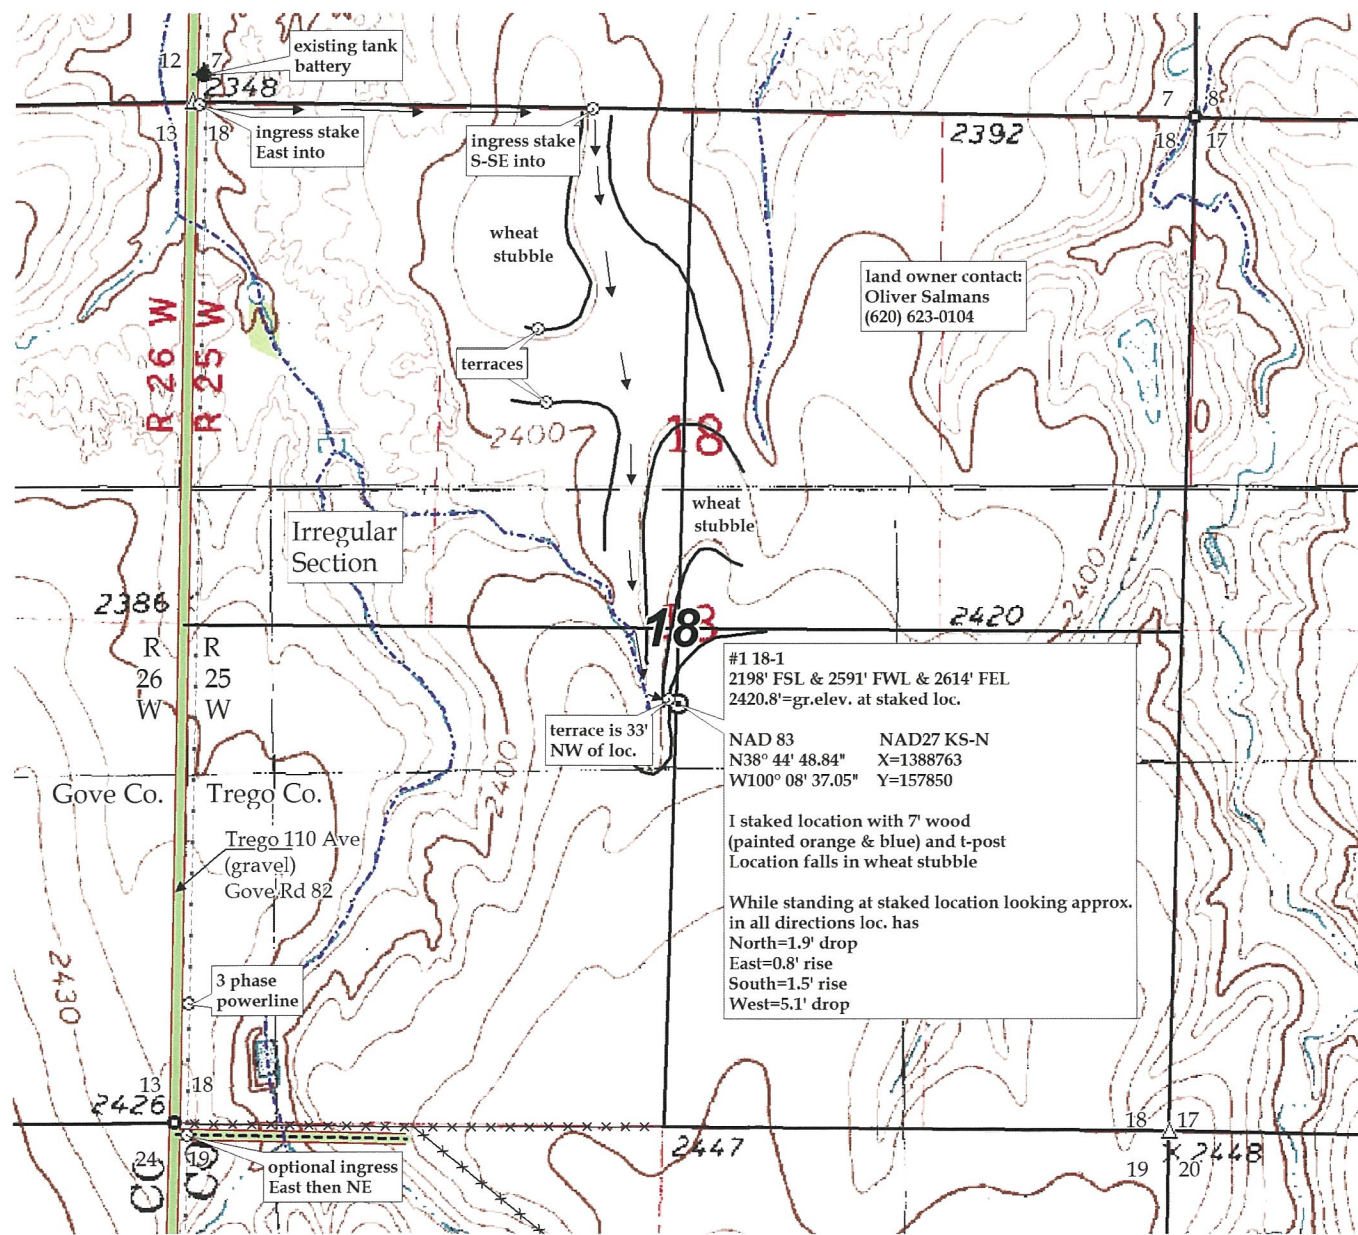 existing tank
battery
12
7
2348
7
8
13
18
ingress stake
East into
ingress stake
S-SE into
2392
18
17
wheat
stubble
land owner contact:
Oliver Salmans
(620) 623-0104
R 26 W
R 25 W
terraces
2400
18
wheat
stubble
Irregular
Section
2400
2386
18
2420
R
26
W
R
25
W
#1 18-1
2198' FSL & 2591' FWL & 2614' FEL
2420.8'=gr.elev. at staked loc.
terrace is 33'
NW of loc.
NAD 83 NAD27 KS-N
N38° 44' 48.84" X=1388763
W100° 08' 37.05" Y=157850
2400
Gove Co.
Trego Co.
I staked location with 7' wood
(painted orange & blue) and t-post
Location falls in wheat stubble
Trego 110 Ave
(gravel)
Gove Rd 82
While standing at staked location looking approx.
in all directions loc. has
North=1.9' drop
East=0.8' rise
South=1.5' rise
West=5.1' drop
2430
3 phase
powerline
13
18
2426
18
17
2447
X 2448
24
19
19
20
CO
CO
optional ingress
East then NE